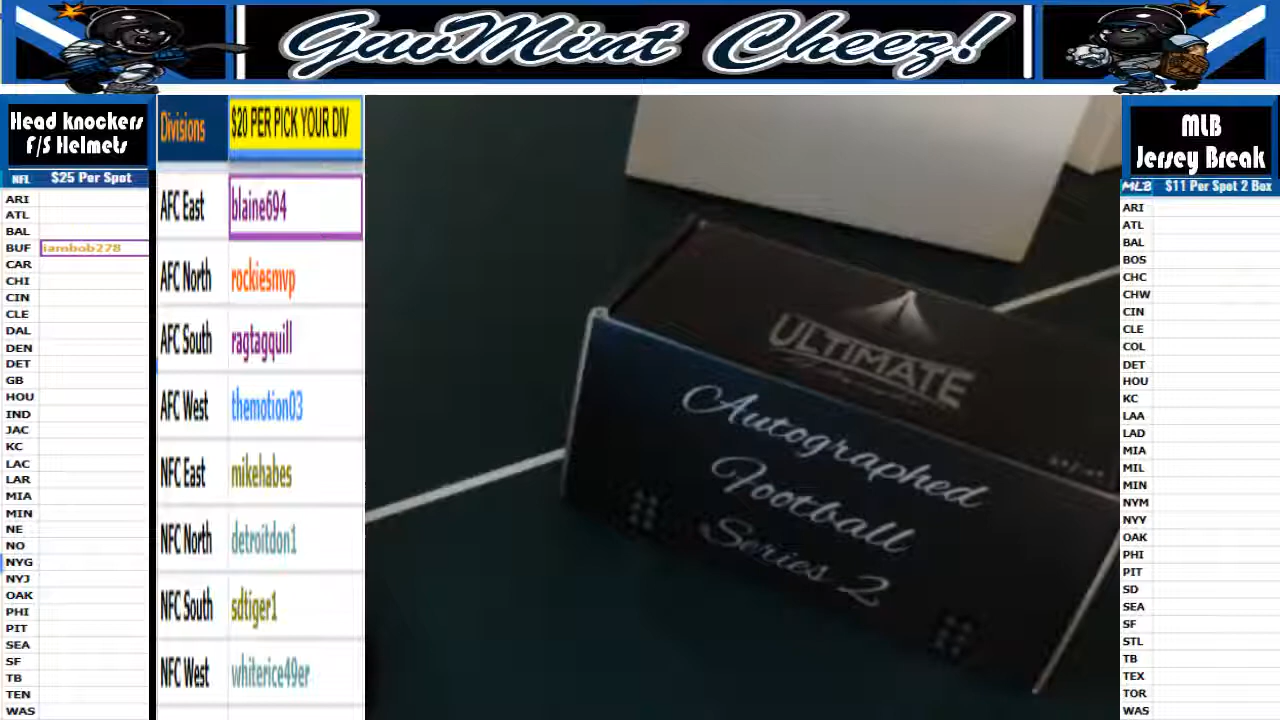 GuvMint Cheez!
Head knockers
F/S Helmets
NFL $25 Per Spot
ARI
ATL
BAL
BUF iambob278
CAR
CHI
CIN
CLE
DAL
DEN
DET
GB
HOU
IND
JAC
KC
LAC
LAR
MIA
MIN
NE
NO
NYG
NYJ
OAK
PHI
PIT
SEA
SF
TB
TEN
WAS
Divisions $20 PER PICK YOUR DIV
AFC East blaine694
AFC North rockiesmvp
AFC South ragtagquill
AFC West themotion03
NFC East mikehabes
NFC North detroitdon1
NFC South sdtiger1
NFC West whiterice49er
ULTIMATE
Autographed
Football
Series 2
MLB
Jersey Break
MLB $11 Per Spot 2 Box
ARI
ATL
BAL
BOS
CHC
CHW
CIN
CLE
COL
DET
HOU
KC
LAA
LAD
MIA
MIL
MIN
NYM
NYY
OAK
PHI
PIT
SD
SEA
SF
STL
TB
TEX
TOR
WAS